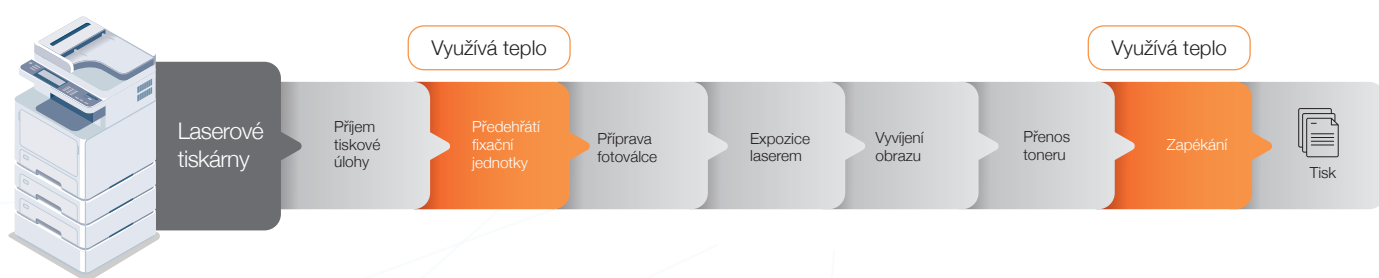 Využívá teplo
Využívá teplo
Laserové
tiskárny
Příjem
tiskové
úlohy
Předehřátí
fixační
jednotky
Příprava
fotoválce
Expozice
laserem
Vyvíjení
obrazu
Přenos
toneru
Zapékání
Tisk